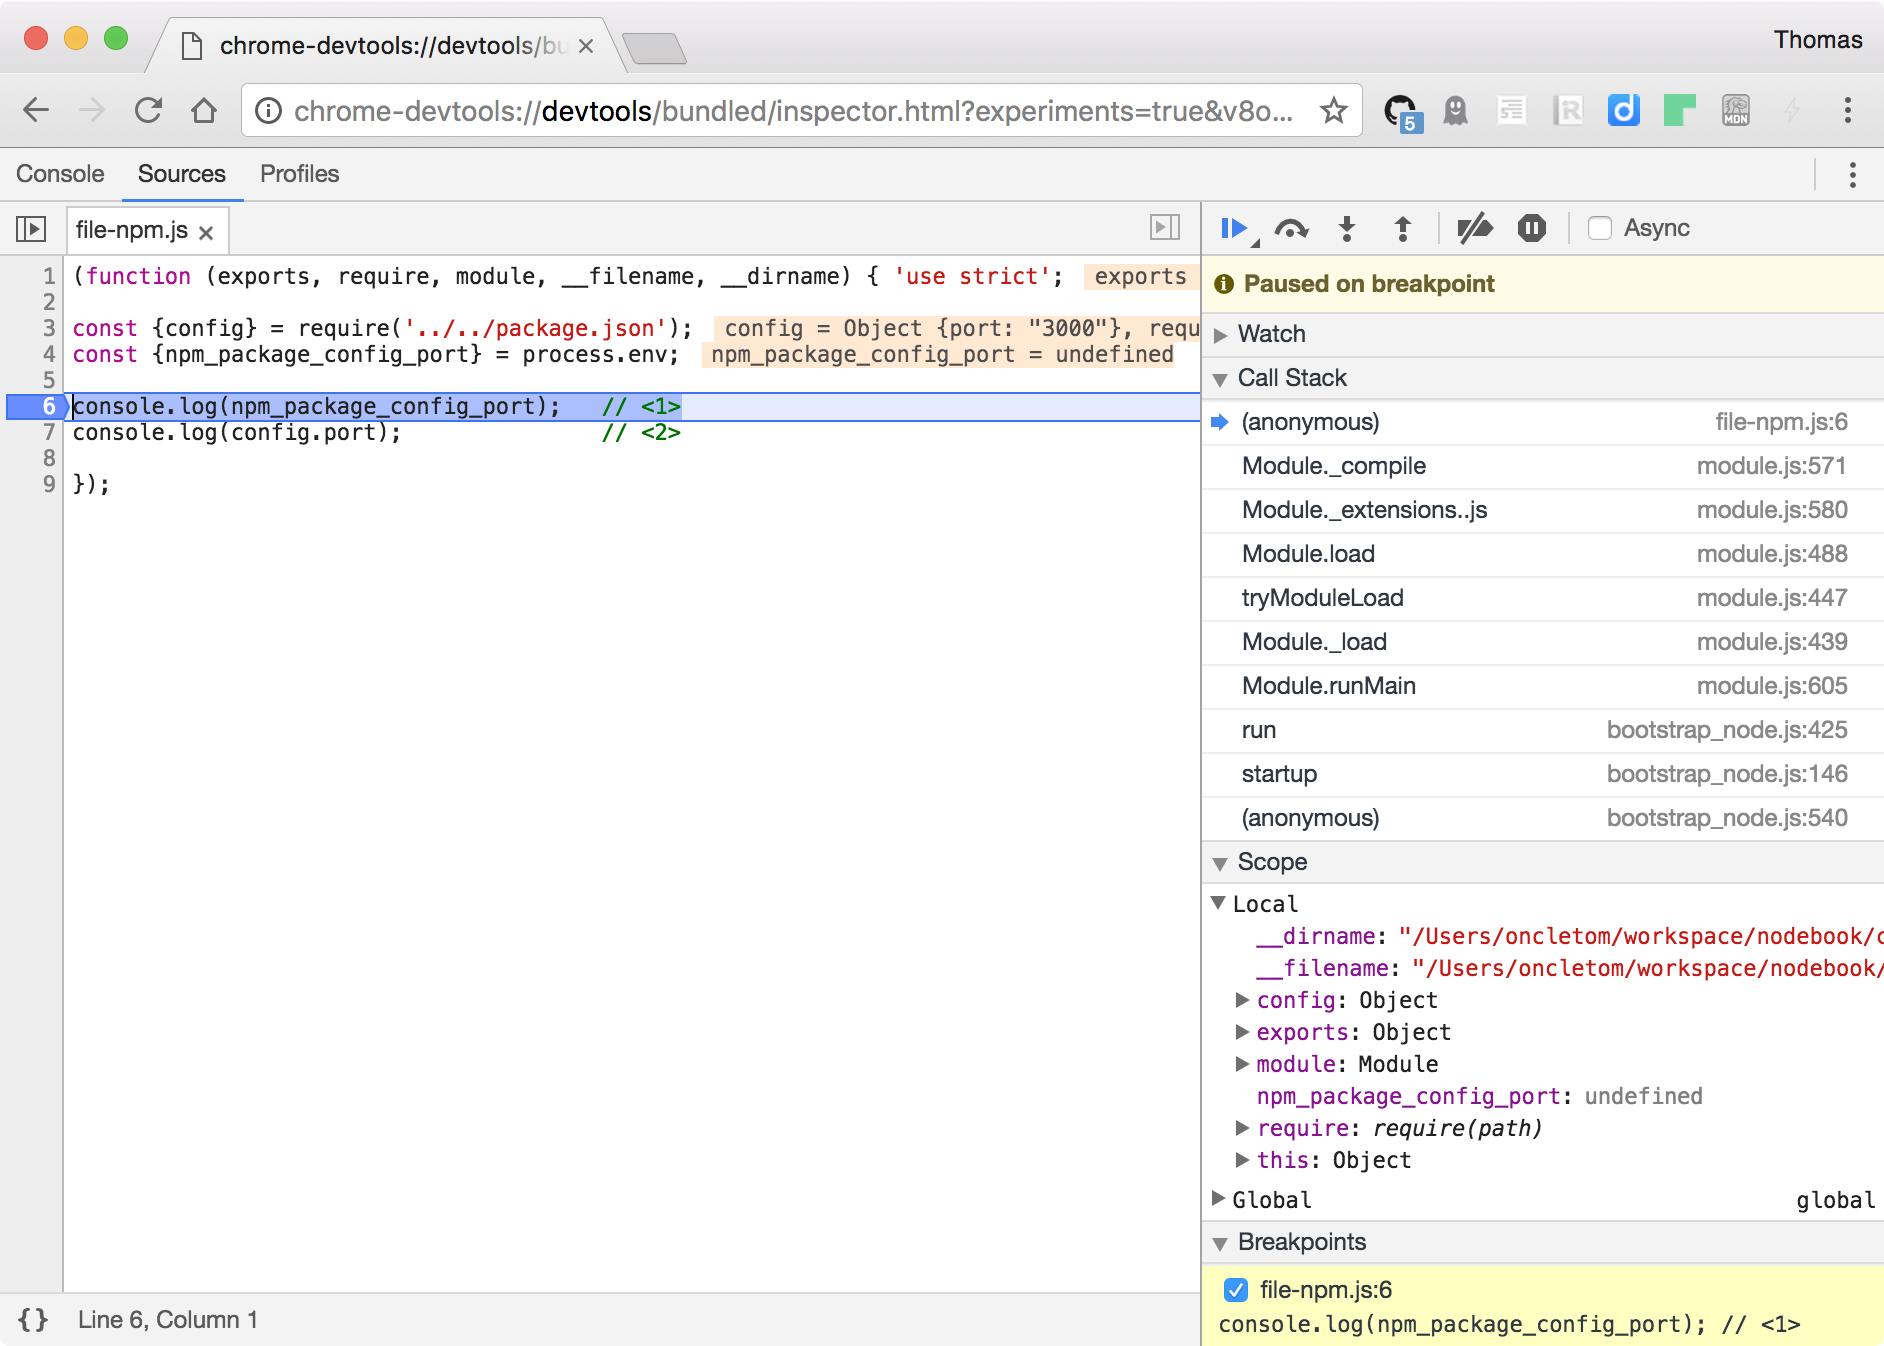 chrome-devtools://devtools/bu
Thomas
chrome-devtools://devtools/bundled/inspector.html?experiments=true&v8o...
5
R
d
MDN
Console Sources Profiles
file-npm.js
Async
1 (function (exports, require, module, __filename, __dirname) { 'use strict'; exports
2
3 const {config} = require('../../package.json'); config = Object {port: "3000"}, requ
4 const {npm_package_config_port} = process.env; npm_package_config_port = undefined
5
6 console.log(npm_package_config_port); // <1>
7 console.log(config.port); // <2>
8
9 });
{} Line 6, Column 1
Paused on breakpoint
Watch
Call Stack
(anonymous) file-npm.js:6
Module._compile module.js:571
Module._extensions..js module.js:580
Module.load module.js:488
tryModuleLoad module.js:447
Module._load module.js:439
Module.runMain module.js:605
run bootstrap_node.js:425
startup bootstrap_node.js:146
(anonymous) bootstrap_node.js:540
Scope
Local
__dirname: "/Users/oncletom/workspace/nodebook/c
__filename: "/Users/oncletom/workspace/nodebook/
config: Object
exports: Object
module: Module
npm_package_config_port: undefined
require: require(path)
this: Object
Global global
Breakpoints
file-npm.js:6
console.log(npm_package_config_port); // <1>